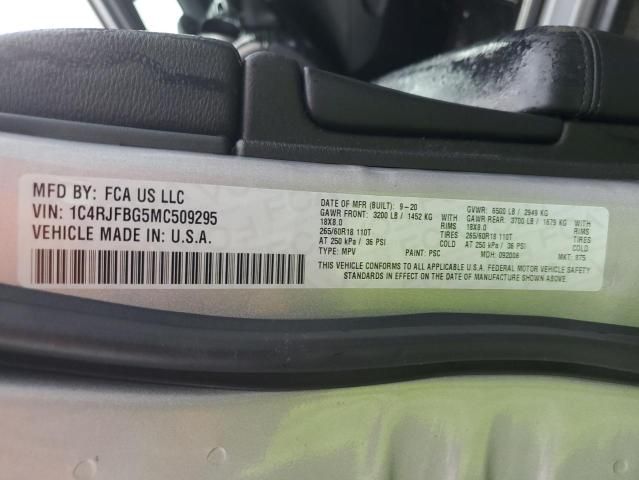 MFD BY: FCA US LLC
VIN: 1C4RJFBG5MC509295
VEHICLE MADE IN: U.S.A.
DATE OF MFR (BUILT): 9-20 GVWR: 6500 LB / 2949 KG
GAWR FRONT: 3200 LB / 1452 KG GAWR REAR: 3700 LB / 1679 KG
18X8.0 RIMS 18X8.0 RIMS
265/60R18 110T TIRES 265/60R18 110T TIRES
AT 250 kPa / 36 PSI COLD AT 250 kPa / 36 PSI COLD
TYPE: MPV PAINT: PSC MDH: 092008 MKT: 875
THIS VEHICLE CONFORMS TO ALL APPLICABLE U.S.A. FEDERAL MOTOR VEHICLE SAFETY
STANDARDS IN EFFECT ON THE DATE OF MANUFACTURE SHOWN ABOVE.